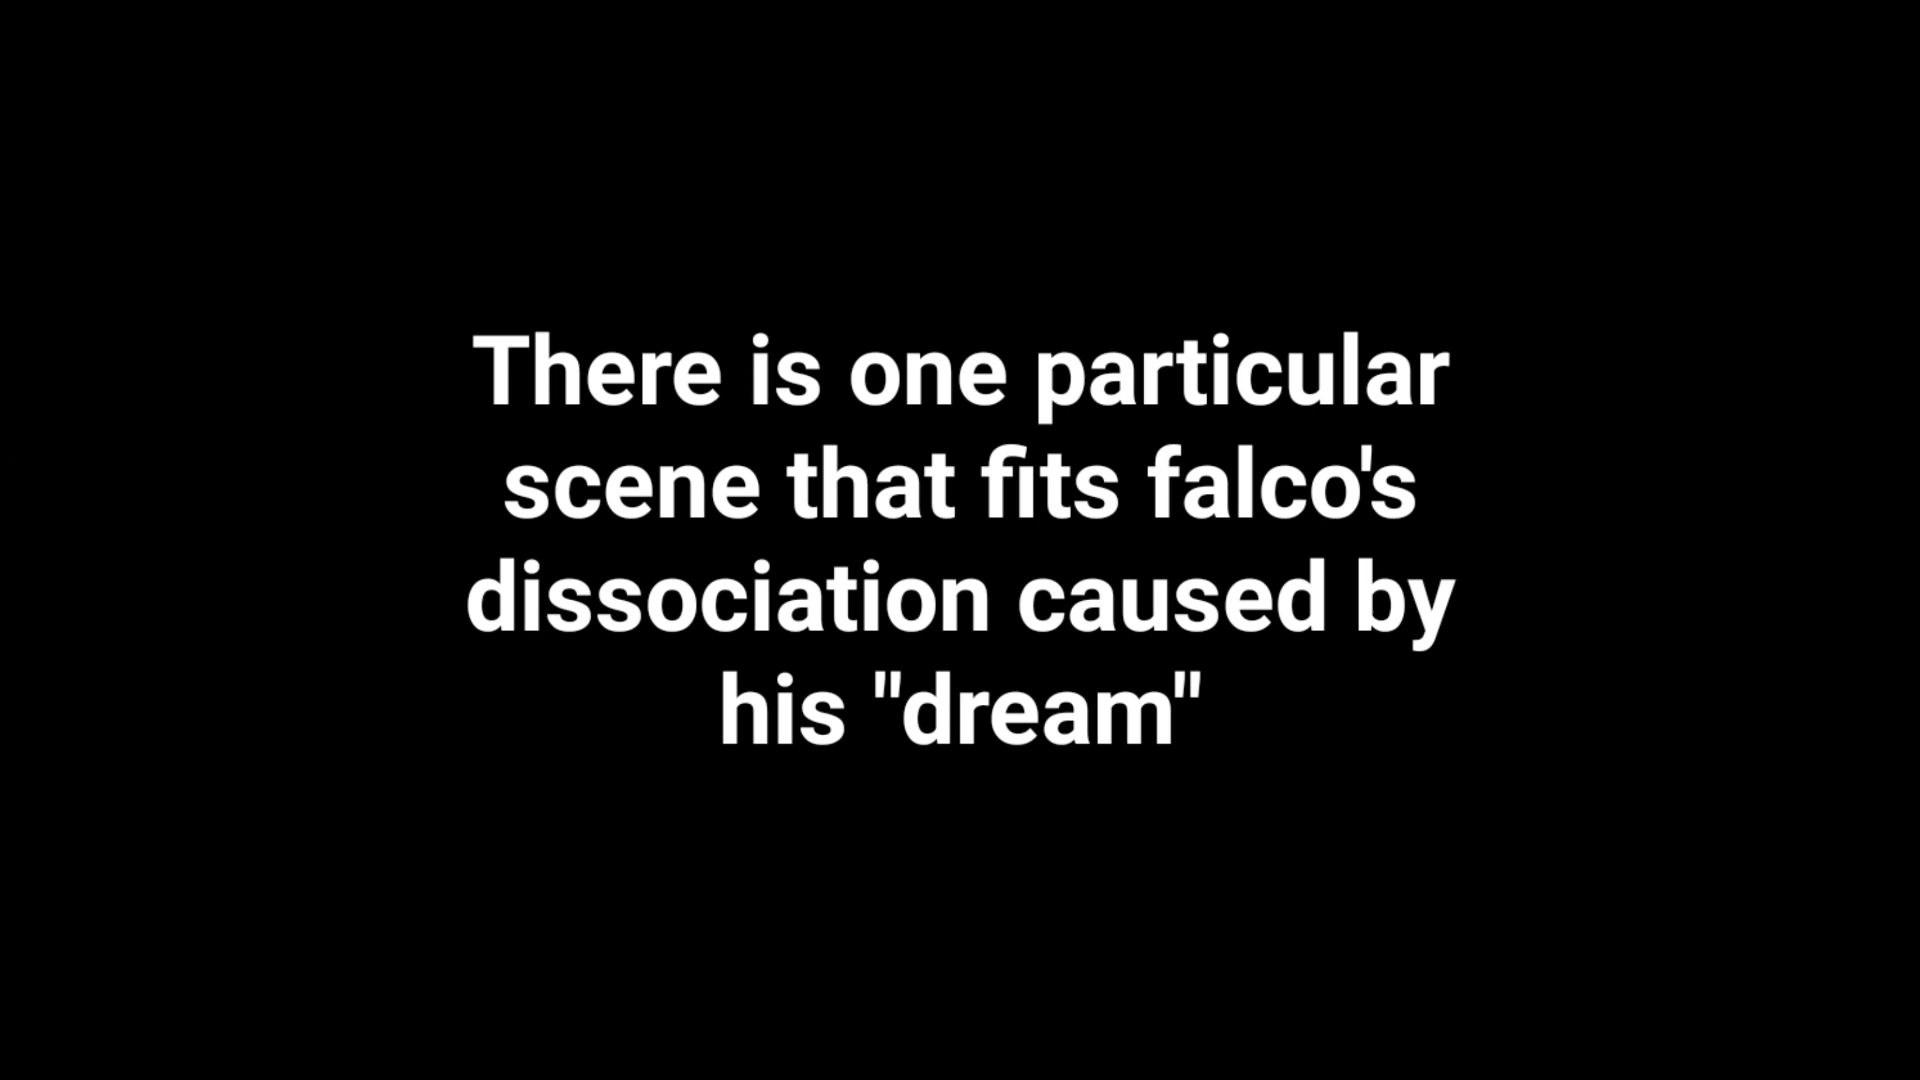 There is one particular
scene that fits falco's
dissociation caused by
his "dream"